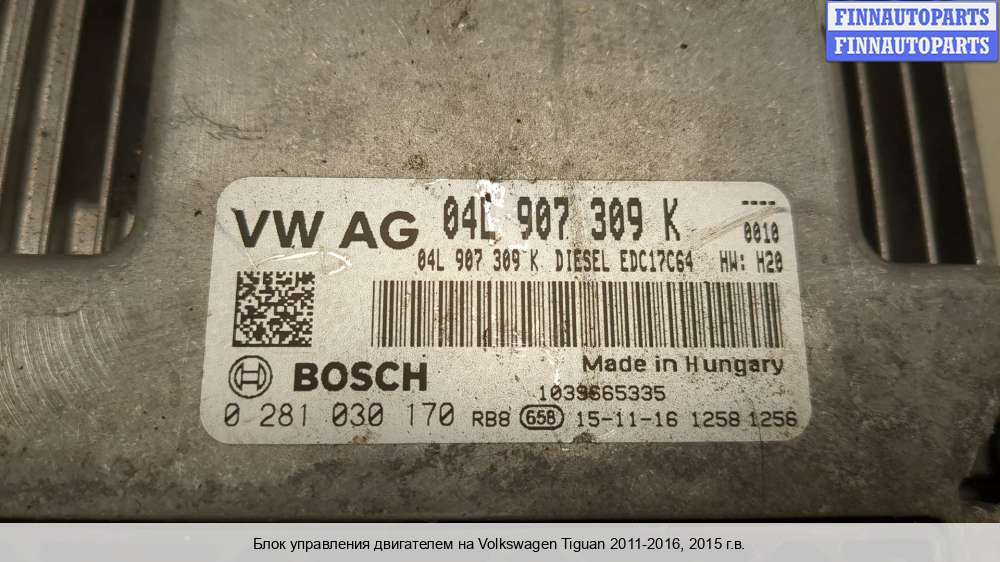 FINNAUTOPARTS
FINNAUTOPARTS
VW AG 04L 907 309 K ----
0010
04L 907 309 K DIESEL EDC17C64 HW: H20
Made in Hungary
BOSCH
1039665335
0 281 030 170 RB8 658 15-11-16 1258 1256
Блок управления двигателем на Volkswagen Tiguan 2011-2016, 2015 г.в.